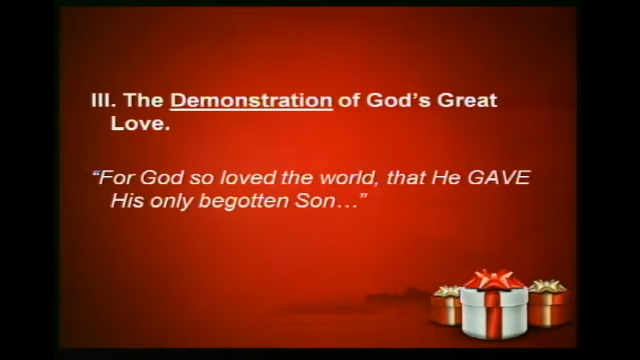 III. The Demonstration of God's Great
Love.
“For God so loved the world, that He GAVE
His only begotten Son…”